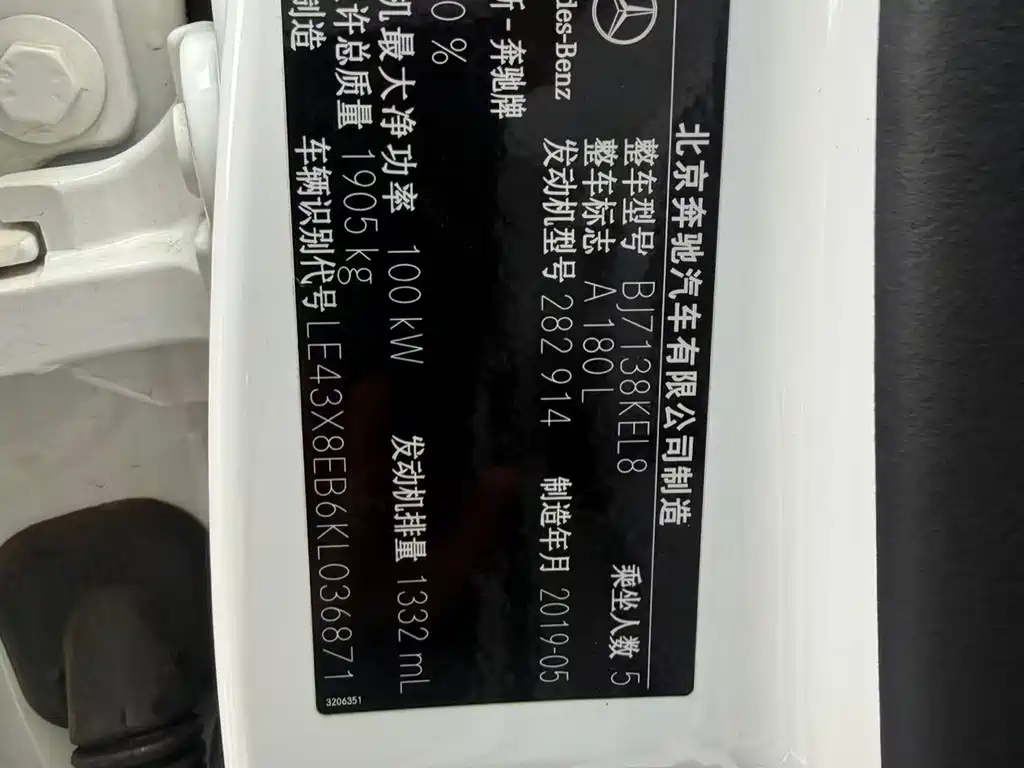 北京奔驰汽车有限公司制造
整车型号 BJ7138KEL8 乘坐人数 5
des-Benz 整车标志 A 180 L
发动机型号 282 914 制造年月 2019-05
- 奔驰牌
0 %
机最大净功率 100 kW 发动机排量 1332 mL
许总质量 1905 kg
制造 车辆识别代号 LE43X8EB6KL036871
3206351